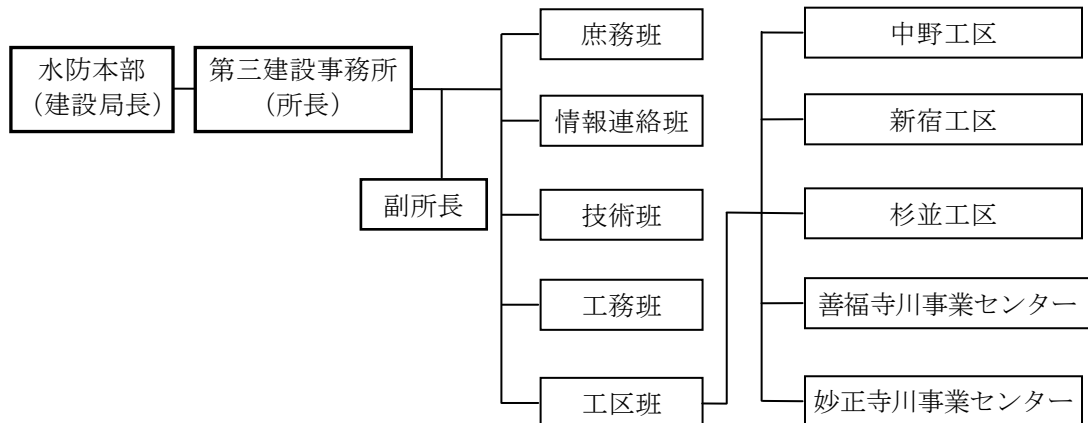 水防本部
（建設局長）
第三建設事務所
（所長）
副所長
庶務班
情報連絡班
技術班
工務班
工区班
中野工区
新宿工区
杉並工区
善福寺川事業センター
妙正寺川事業センター